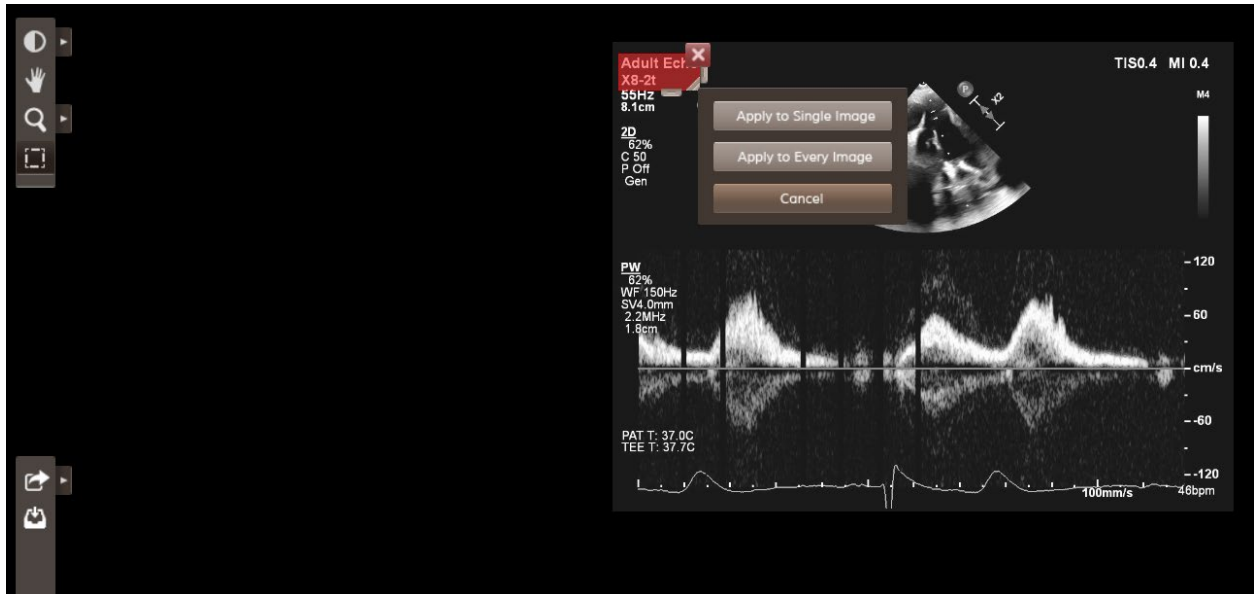 Adult Echo
TIS0.4 MI 0.4
X8-2t
55Hz
8.1cm
M4
X2
P
2D
62%
C 50
P Off
Gen
Apply to Single Image
Apply to Every Image
Cancel
PW
62%
WF 150Hz
SV4.0mm
2.2MHz
1.8cm
120
60
cm/s
-60
-120
PAT T: 37.0C
TEE T: 37.7C
100mm/s
46bpm